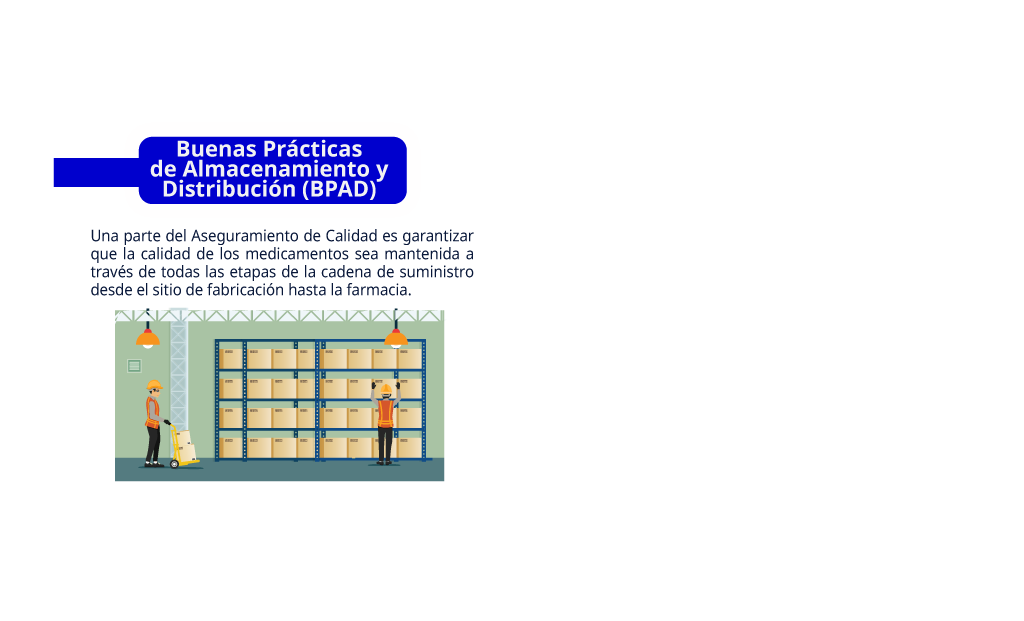 Buenas Prácticas
de Almacenamiento y
Distribución (BPAD)
Una parte del Aseguramiento de Calidad es garantizar
que la calidad de los medicamentos sea mantenida a
través de todas las etapas de la cadena de suministro
desde el sitio de fabricación hasta la farmacia.